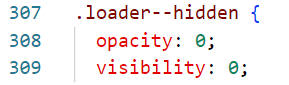 307 .loader--hidden {
308 opacity: 0;
309 visibility: 0;